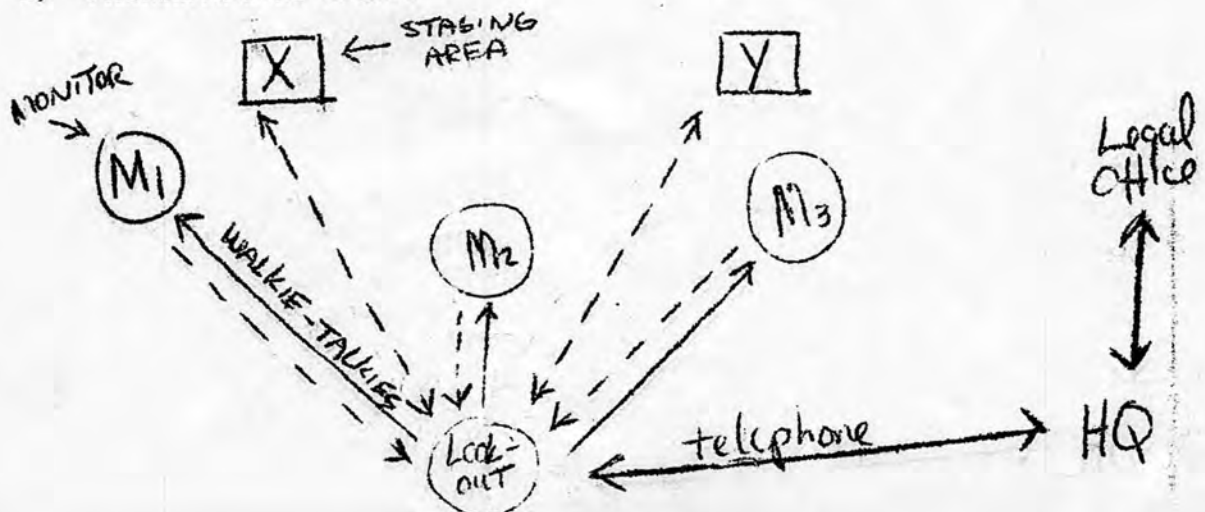 STAGING
AREA
X
Y
MONITOR
M1
M2
M3
Legal
Office
WALKIE-TALKIES
telephone
HQ
LOOK-
OUT